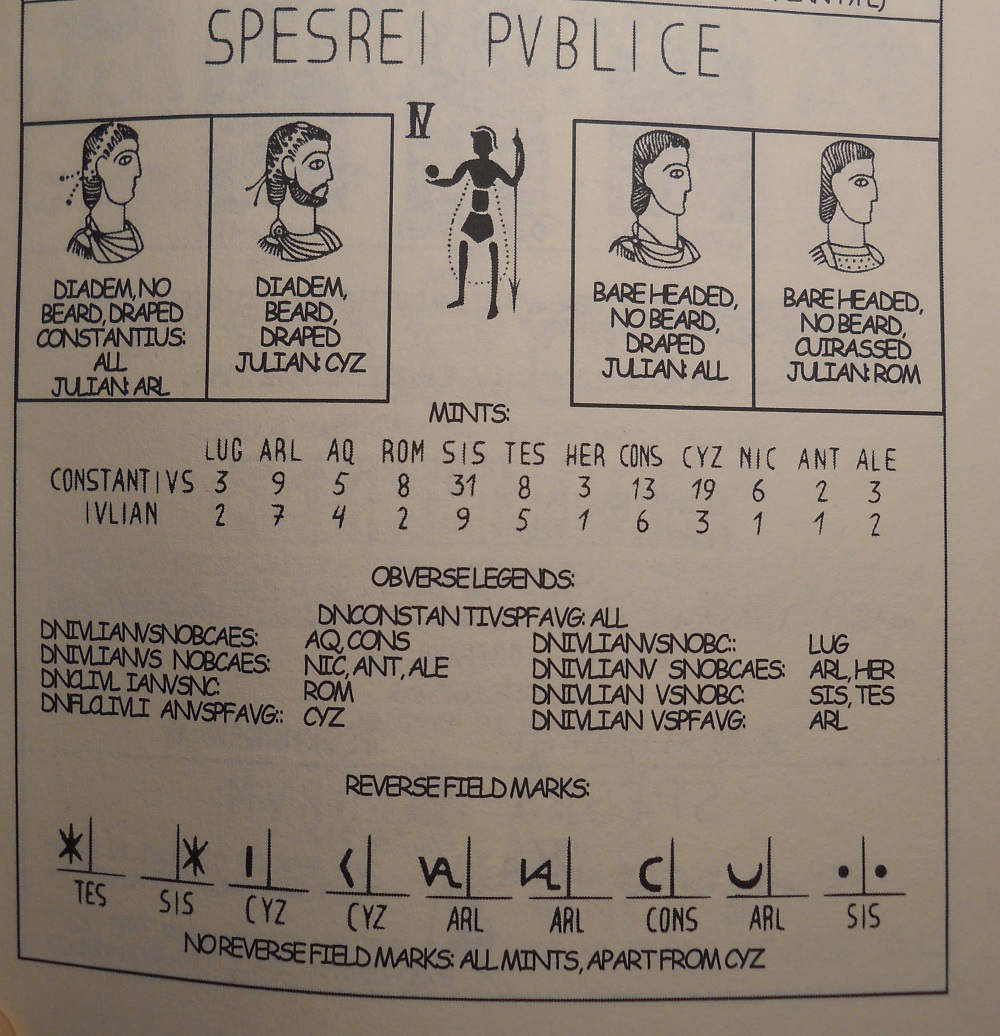 SPESREI PVBLICE
IV
DIADEM, NO
BEARD, DRAPED
CONSTANTIUS:
ALL
JULIAN: ARL
DIADEM,
BEARD,
DRAPED
JULIAN: CYZ
BARE HEADED,
NO BEARD,
DRAPED
JULIAN: ALL
BARE HEADED,
NO BEARD,
CUIRASSED
JULIAN: ROM
MINTS:
LUG ARL AQ ROM SIS TES HER CONS CYZ NIC ANT ALE
CONSTANTIVS 3 9 5 8 31 8 3 13 19 6 2 3
IVLIAN 2 7 4 2 9 5 1 6 3 1 1 2
OBVERSE LEGENDS:
DNCONSTAN TIVSPFAVG: ALL
DNIVLIANVSNOBCAES: AQ, CONS
DNIVLIANVS NOBCAES: NIC, ANT, ALE
DNCLIVL IANVSNC: ROM
DNFLCLIVLI ANVSPFAVG:: CYZ
DNIVLIANVSNOBC:: LUG
DNIVLIANV SNOBCAES: ARL, HER
DNIVLIAN VSNOBC: SIS, TES
DNIVLIAN VSPFAVG: ARL
REVERSE FIELD MARKS:
TES SIS CYZ CYZ ARL ARL CONS ARL SIS
NO REVERSE FIELD MARKS: ALL MINTS, APART FROM CYZ